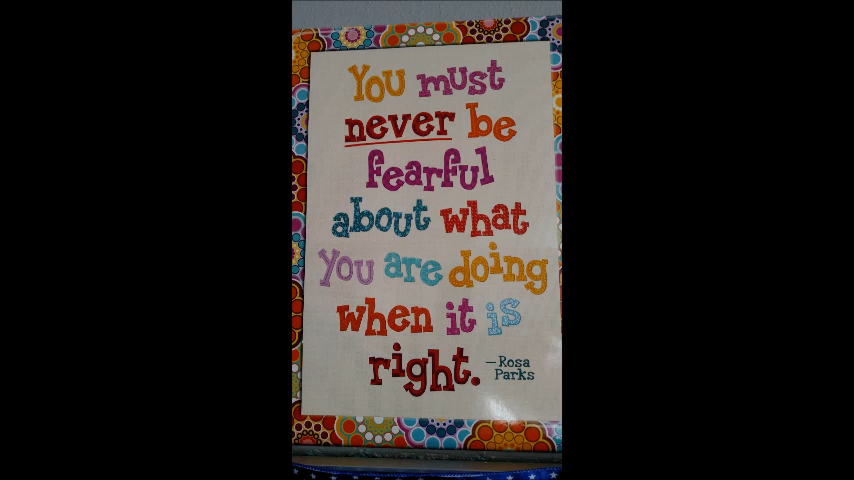 You must
never be
fearful
about what
you are doing
when it is
right.
—Rosa
Parks